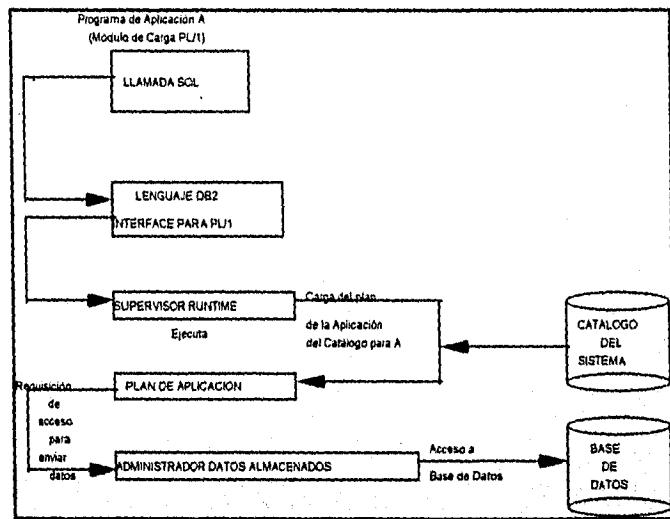 Programa de Aplicación A
(Módulo de Carga PL/1)
LLAMADA SQL
LENGUAJE DB2
INTERFACE PARA PL/1
SUPERVISOR RUNTIME
Ejecuta
Carga del plan
de la Aplicación
del Catálogo para A
CATALOGO
DEL
SISTEMA
PLAN DE APLICACION
Requisición
de
acceso
para
enviar
datos
ADMINISTRADOR DATOS ALMACENADOS
Acceso a
Base de Datos
BASE
DE
DATOS